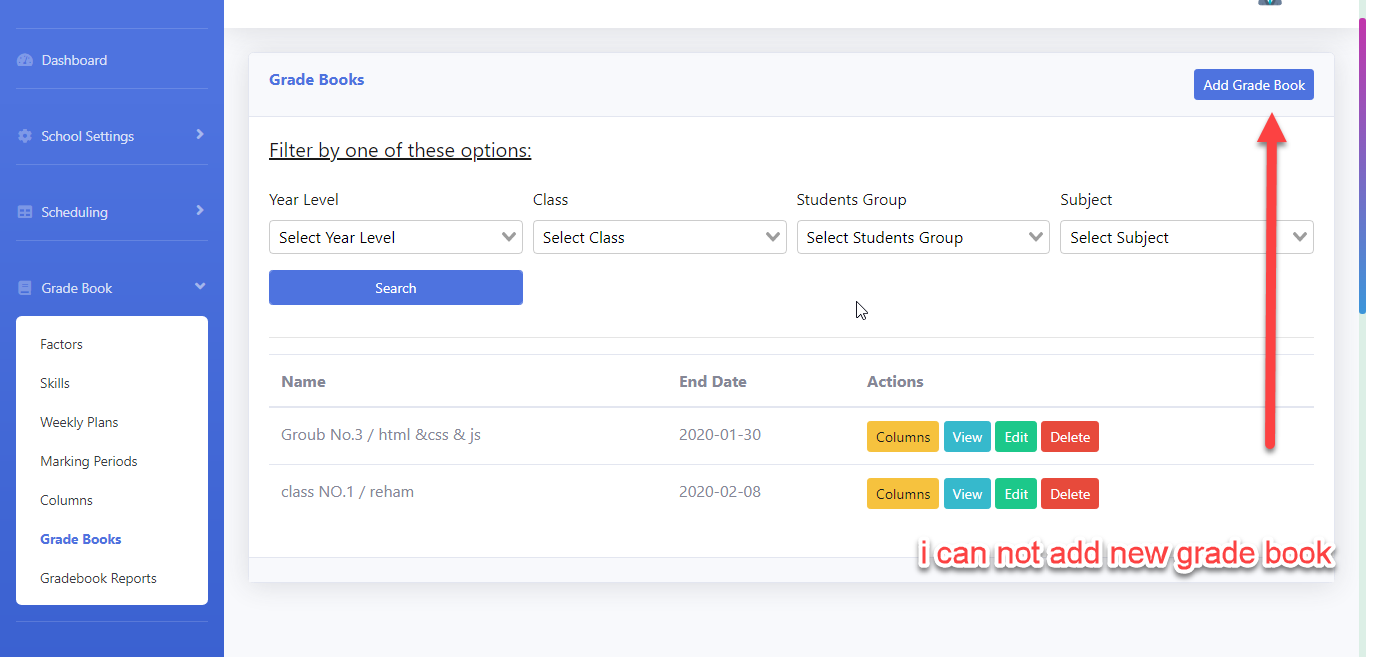 Dashboard
School Settings
Scheduling
Grade Book
Factors
Skills
Weekly Plans
Marking Periods
Columns
Grade Books
Gradebook Reports
Grade Books
Add Grade Book
Filter by one of these options:
Year Level Class Students Group Subject
Select Year Level Select Class Select Students Group Select Subject
Search
Name End Date Actions
Groub No.3 / html &css & js 2020-01-30 Columns View Edit Delete
class NO.1 / reham 2020-02-08 Columns View Edit Delete
i can not add new grade book